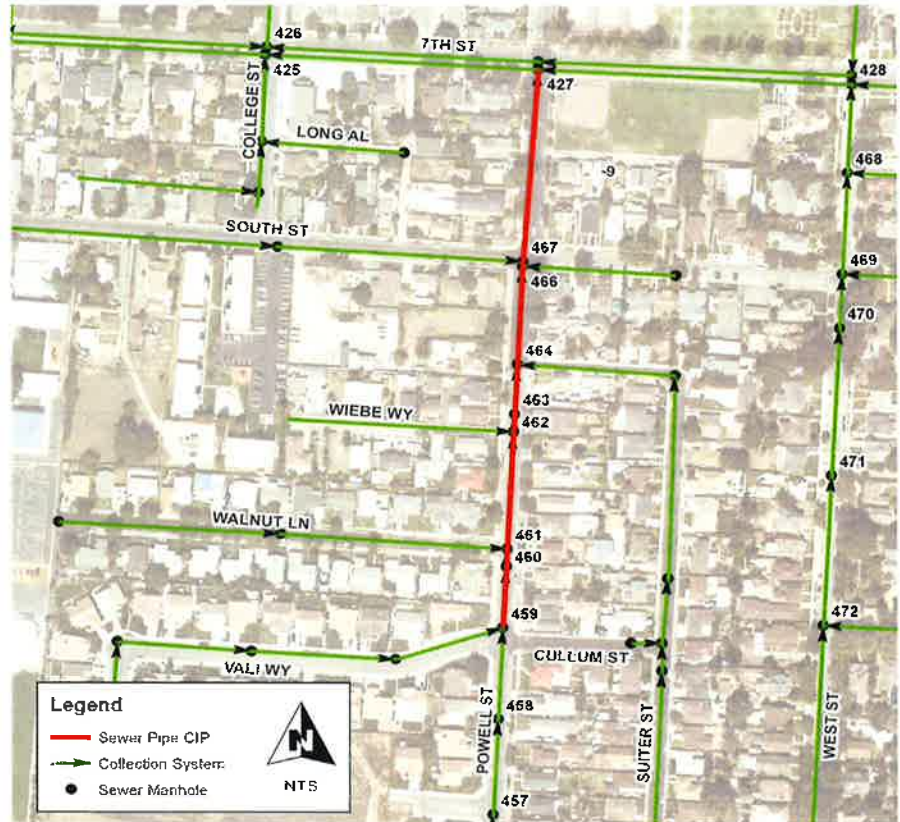 426
7TH ST
425
427
428
COLLEGE ST
LONG AL
468
-9
SOUTH ST
467
466
469
470
464
463
462
WIEBE WY
471
WALNUT LN
461
460
459
472
VALI WY
CULLUM ST
POWELL ST
458
SUITER ST
WEST ST
457
Legend
Sewer Pipe CIP
Collection System
Sewer Manhole
N
NTS